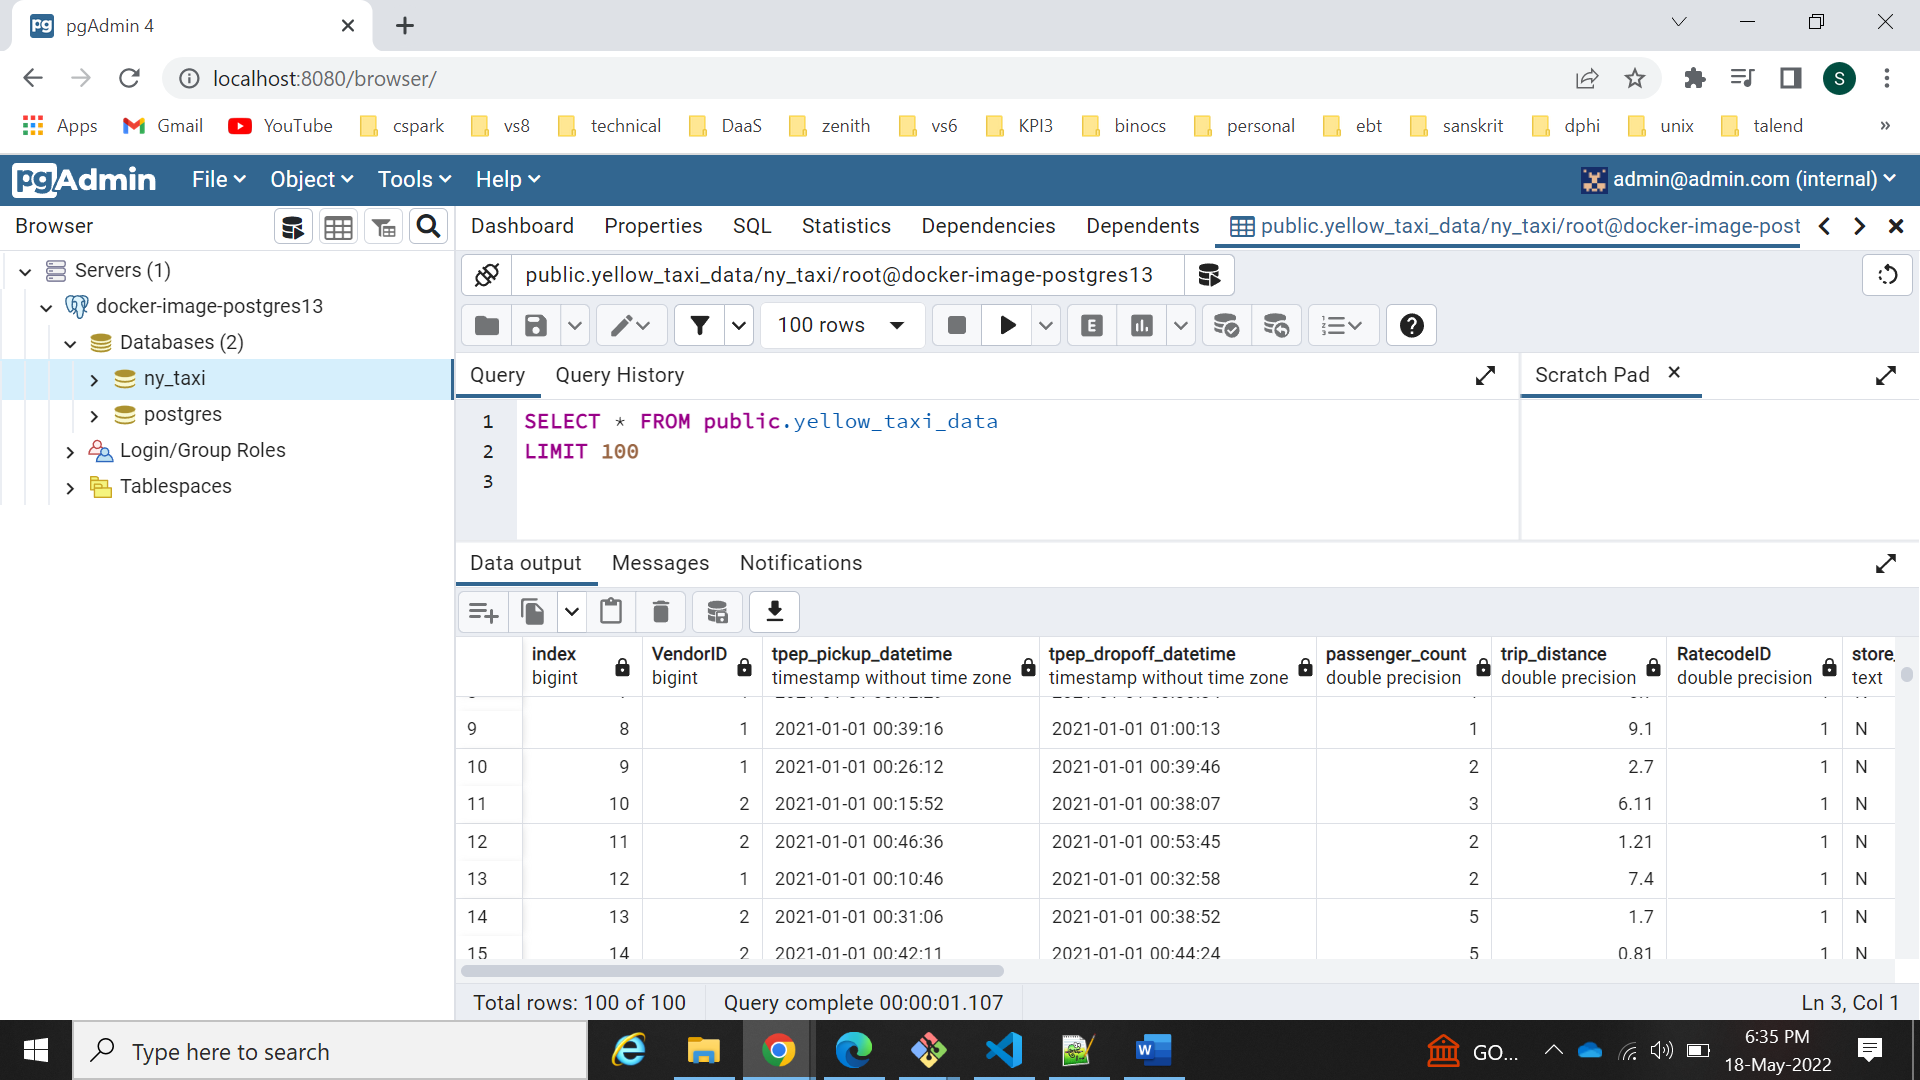 pgAdmin 4
localhost:8080/browser/
Apps Gmail YouTube cspark vs8 technical DaaS zenith vs6 KPI3 binocs personal ebt sanskrit dphi unix talend »
pgAdmin File Object Tools Help admin@admin.com (internal)
Browser
Dashboard Properties SQL Statistics Dependencies Dependents public.yellow_taxi_data/ny_taxi/root@docker-image-post
Servers (1)
docker-image-postgres13
Databases (2)
ny_taxi
postgres
Login/Group Roles
Tablespaces
public.yellow_taxi_data/ny_taxi/root@docker-image-postgres13
100 rows
Query Query History
Scratch Pad
1 SELECT * FROM public.yellow_taxi_data
2 LIMIT 100
3
Data output Messages Notifications
index VendorID tpep_pickup_datetime tpep_dropoff_datetime passenger_count trip_distance RatecodeID store_
bigint bigint timestamp without time zone timestamp without time zone double precision double precision double precision text
9 8 1 2021-01-01 00:39:16 2021-01-01 01:00:13 1 9.1 1 N
10 9 1 2021-01-01 00:26:12 2021-01-01 00:39:46 2 2.7 1 N
11 10 2 2021-01-01 00:15:52 2021-01-01 00:38:07 3 6.11 1 N
12 11 2 2021-01-01 00:46:36 2021-01-01 00:53:45 2 1.21 1 N
13 12 1 2021-01-01 00:10:46 2021-01-01 00:32:58 2 7.4 1 N
14 13 2 2021-01-01 00:31:06 2021-01-01 00:38:52 5 1.7 1 N
15 14 2 2021-01-01 00:42:11 2021-01-01 00:44:24 5 0.81 1 N
Total rows: 100 of 100 Query complete 00:00:01.107 Ln 3, Col 1
Type here to search
GO...
6:35 PM
18-May-2022